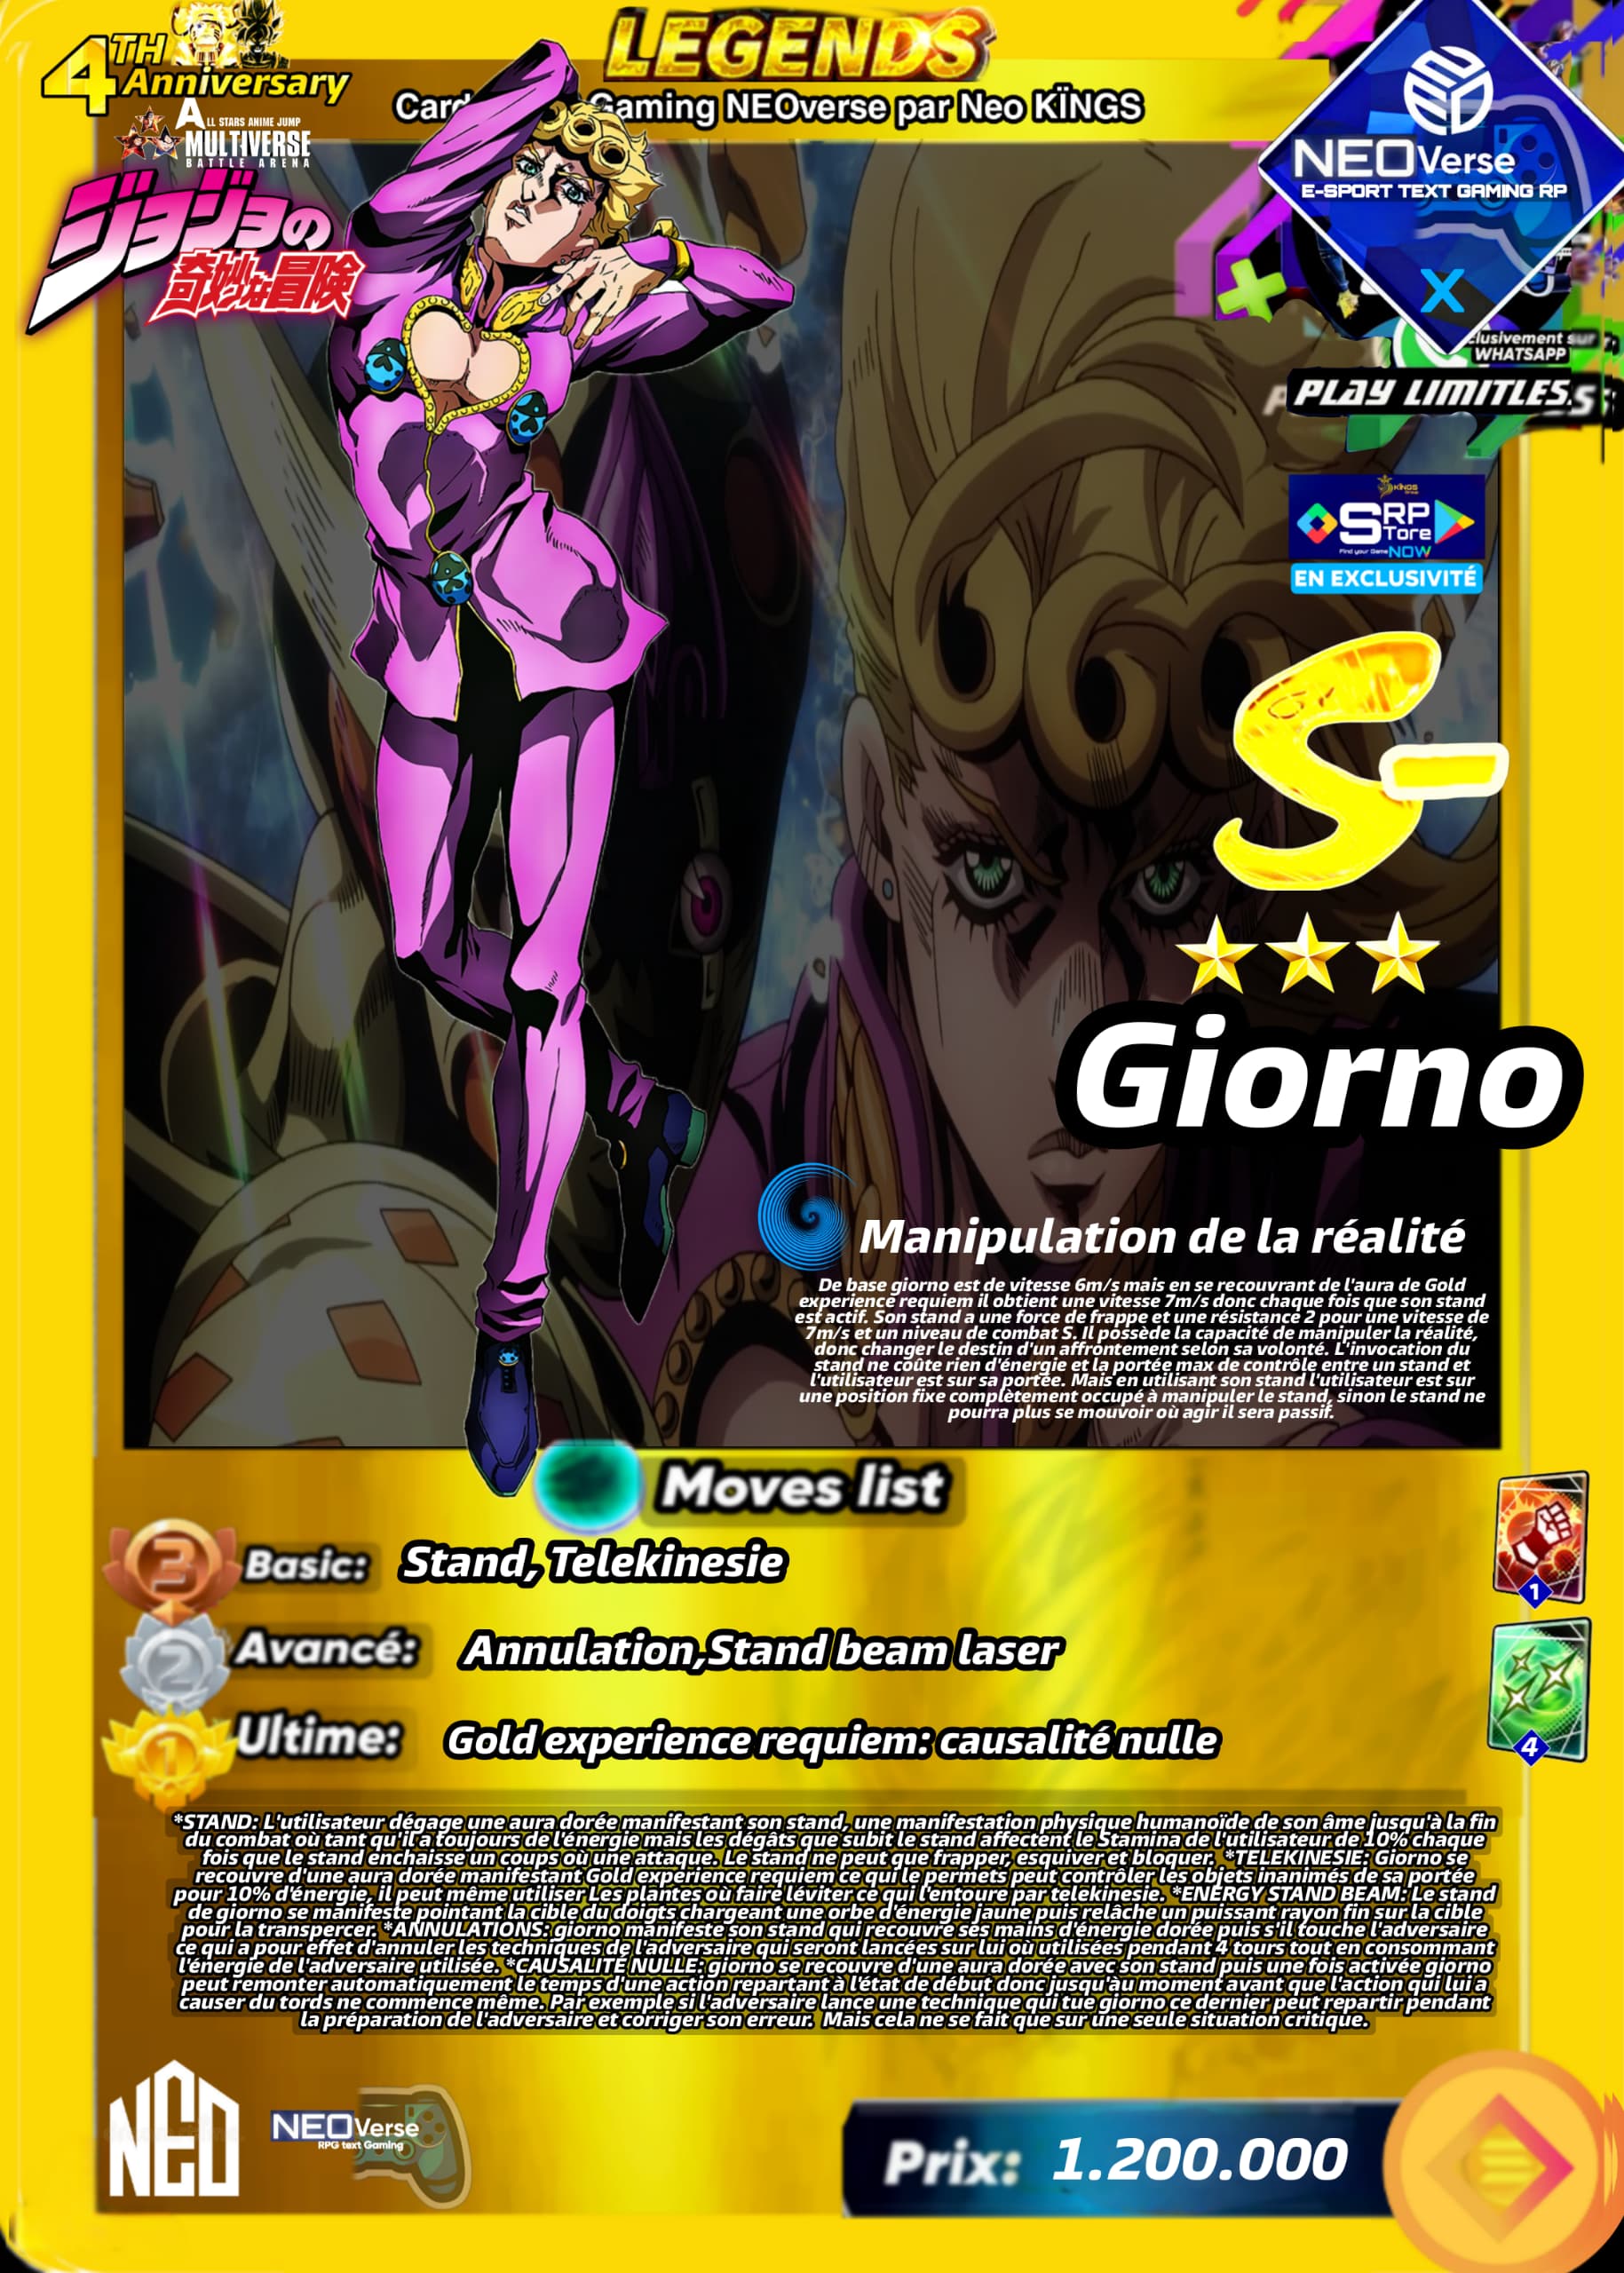 4TH
Anniversary
LEGENDS
Card Gaming NEOverse par Neo KÏNGS
ALL STARS ANIME JUMP
MULTIVERSE
BATTLE ARENA
ジョジョの
奇妙な冒険
NEOVerse
E-SPORT TEXT GAMING RP
X
clusivement sur
WHATSAPP
PLAY LIMITLES.S
KÏNGS
SRP
Tore
Find your Game NOW
EN EXCLUSIVITÉ
S-
Giorno
Manipulation de la réalité
De base giorno est de vitesse 6m/s mais en se recouvrant de l'aura de Gold
experience requiem il obtient une vitesse 7m/s donc chaque fois que son stand
est actif. Son stand a une force de frappe et une résistance 2 pour une vitesse de
7m/s et un niveau de combat S. Il possède la capacité de manipuler la réalité,
donc changer le destin d'un affrontement selon sa volonté. L'invocation du
stand ne coûte rien d'énergie et la portée max de contrôle entre un stand et
l'utilisateur est sur sa portée. Mais en utilisant son stand l'utilisateur est sur
une position fixe complètement occupé à manipuler le stand, sinon le stand ne
pourra plus se mouvoir où agir il sera passif.
Moves list
3 Basic: Stand, Telekinesie
1
2 Avancé: Annulation,Stand beam laser
1 Ultime: Gold experience requiem: causalité nulle
4
*STAND: L'utilisateur dégage une aura dorée manifestant son stand, une manifestation physique humanoïde de son âme jusqu'à la fin
du combat où tant qu'il a toujours de l'énergie mais les dégâts que subit le stand affectent le Stamina de l'utilisateur de 10% chaque
fois que le stand enchaisse un coups où une attaque. Le stand ne peut que frapper, esquiver et bloquer. *TELEKINESIE: Giorno se
recouvre d'une aura dorée manifestant Gold experience requiem ce qui le permets peut contrôler les objets inanimés de sa portée
pour 10% d'énergie, il peut même utiliser Les plantes où faire léviter ce qui l'entoure par telekinesie. *ENERGY STAND BEAM: Le stand
de giorno se manifeste pointant la cible du doigts chargeant une orbe d'énergie jaune puis relâche un puissant rayon fin sur la cible
pour la transpercer. *ANNULATIONS: giorno manifeste son stand qui recouvre ses mains d'énergie dorée puis s'il touche l'adversaire
ce qui a pour effet d'annuler les techniques de l'adversaire qui seront lancées sur lui où utilisées pendant 4 tours tout en consommant
l'énergie de l'adversaire utilisée. *CAUSALITÉ NULLE: giorno se recouvre d'une aura dorée avec son stand puis une fois activée giorno
peut remonter automatiquement le temps d'une action repartant à l'état de début donc jusqu'àu moment avant que l'action qui lui a
causer du tords ne commence même. Par exemple si l'adversaire lance une technique qui tue giorno ce dernier peut repartir pendant
la préparation de l'adversaire et corriger son erreur. Mais cela ne se fait que sur une seule situation critique.
NEO
NEOVerse
RPG text Gaming
Prix: 1.200.000